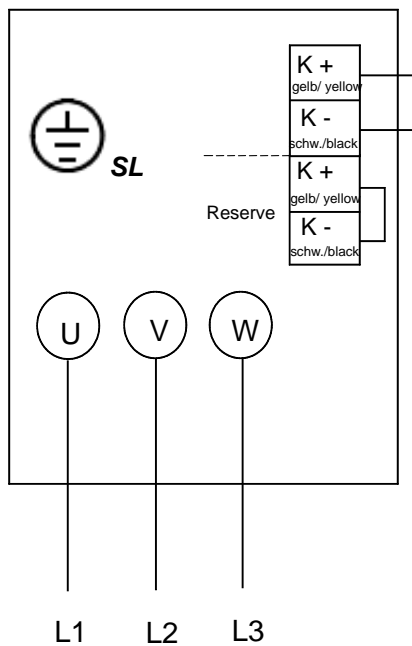 K +
gelb/ yellow
K -
schw./black
SL
K +
gelb/ yellow
Reserve
K -
schw./black
U
V
W
L1
L2
L3